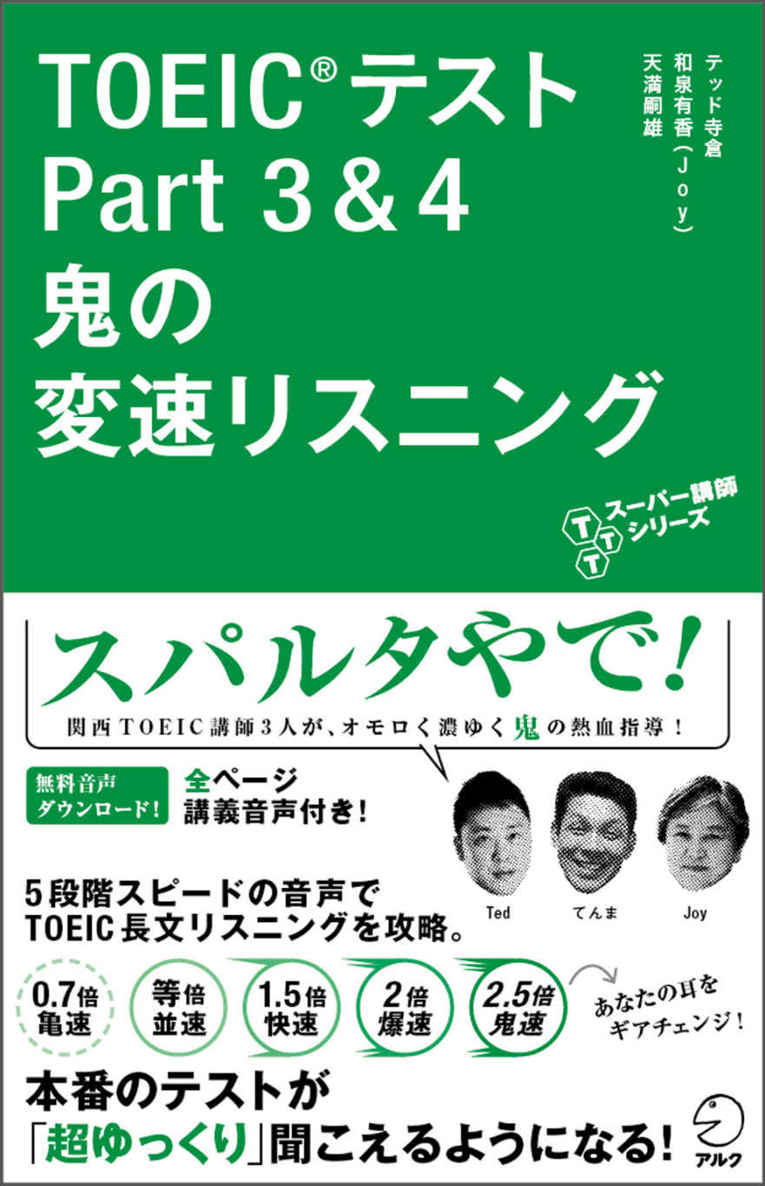 TOEIC®テスト
Part 3＆4
鬼の
変速リスニング
テッド寺倉
和泉有香(Joy)
天満嗣雄
T
T
T
スーパー講師
シリーズ
スパルタやで!
関西TOEIC講師3人が、オモロく濃ゆく鬼の熱血指導!
無料音声
ダウンロード!
全ページ
講義音声付き!
Ted
てんま
Joy
5段階スピードの音声で
TOEIC長文リスニングを攻略。
0.7倍
亀速
等倍
並速
1.5倍
快速
2倍
爆速
2.5倍
鬼速
あなたの耳を
ギアチェンジ!
本番のテストが
「超ゆっくり」聞こえるようになる!
アルク